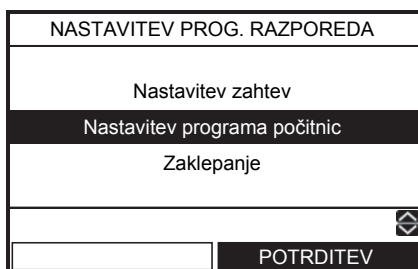 NASTAVITEV PROG. RAZPOREDA
Nastavitev zahtev
Nastavitev programa počitnic
Zaklepanje
POTRDITEV